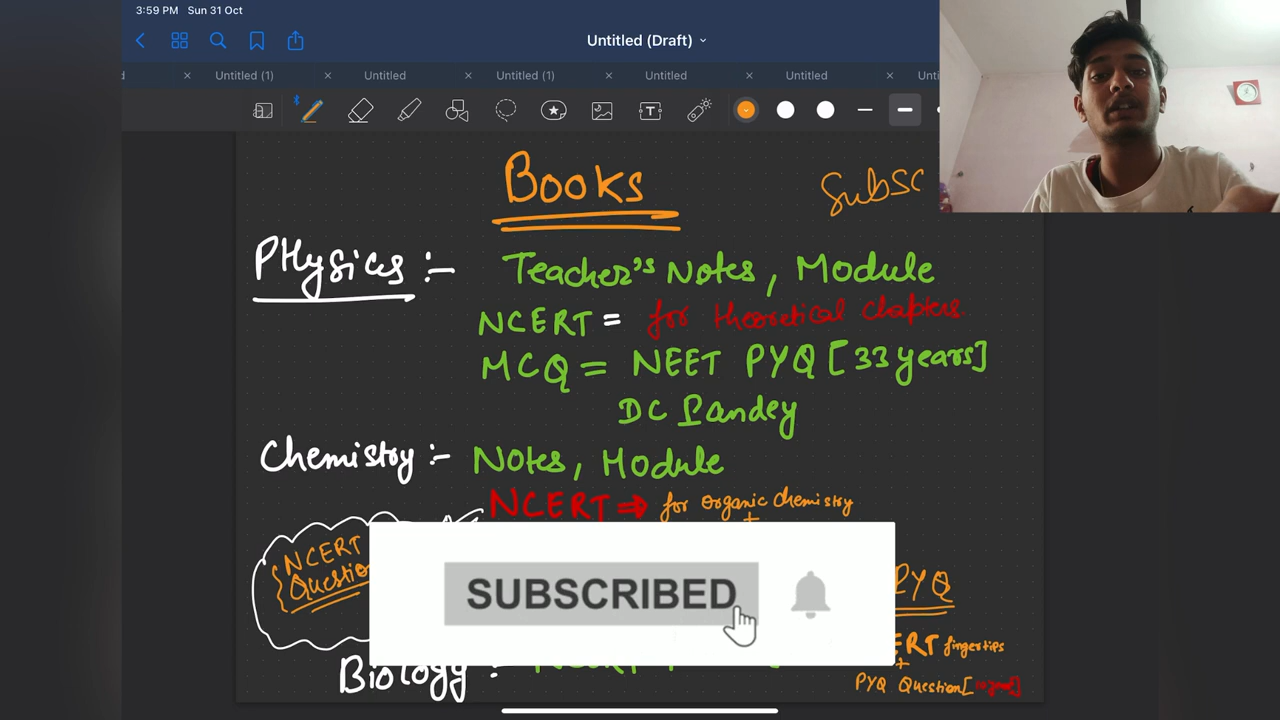 3:59 PM Sun 31 Oct
Untitled (Draft)
Untitled (1) Untitled Untitled (1) Untitled Untitled
Books
Subsc
PHysics :-
Teacher's Notes, Module
NCERT = for theoretical chapters
MCQ = NEET PYQ [33 years]
DC Pandey
Chemistry :- Notes, Module
NCERT ⇒ for organic chemistry
+
{ NCERT
Question
SUBSCRIBED
PYQ
ERT fingertips
+
Biology :-
PYQ Question[